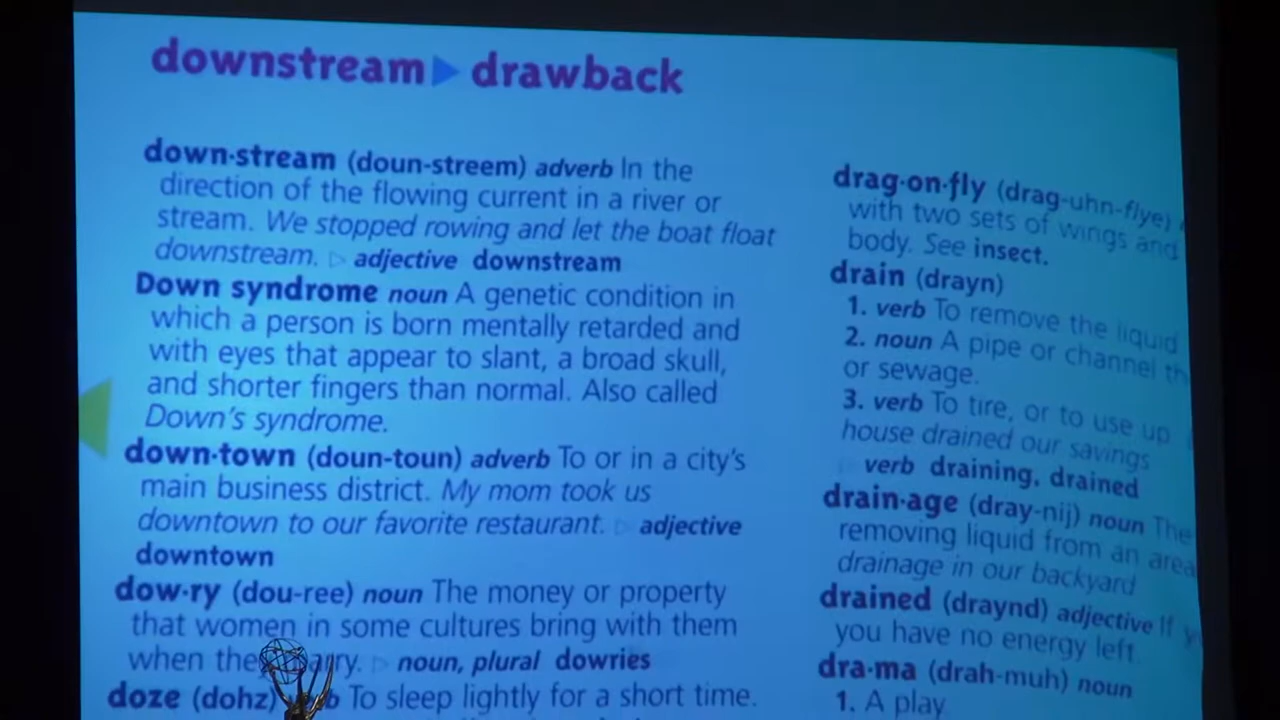 downstream ▶ drawback
down·stream (doun-streem) adverb In the
direction of the flowing current in a river or
stream. We stopped rowing and let the boat float
downstream. ▷ adjective downstream
Down syndrome noun A genetic condition in
which a person is born mentally retarded and
with eyes that appear to slant, a broad skull,
and shorter fingers than normal. Also called
Down's syndrome.
down·town (doun-toun) adverb To or in a city's
main business district. My mom took us
downtown to our favorite restaurant. ▷ adjective
downtown
dow·ry (dou-ree) noun The money or property
that women in some cultures bring with them
when they marry. ▷ noun, plural dowries
doze (dohz) verb To sleep lightly for a short time.
drag·on·fly (drag-uhn-flye)
with two sets of wings and
body. See insect.
drain (drayn)
1. verb To remove the liquid
2. noun A pipe or channel th
or sewage.
3. verb To tire, or to use up
house drained our savings
▷ verb draining, drained
drain·age (dray-nij) noun The
removing liquid from an area
drainage in our backyard
drained (draynd) adjective If y
you have no energy left.
dra·ma (drah-muh) noun
1. A play